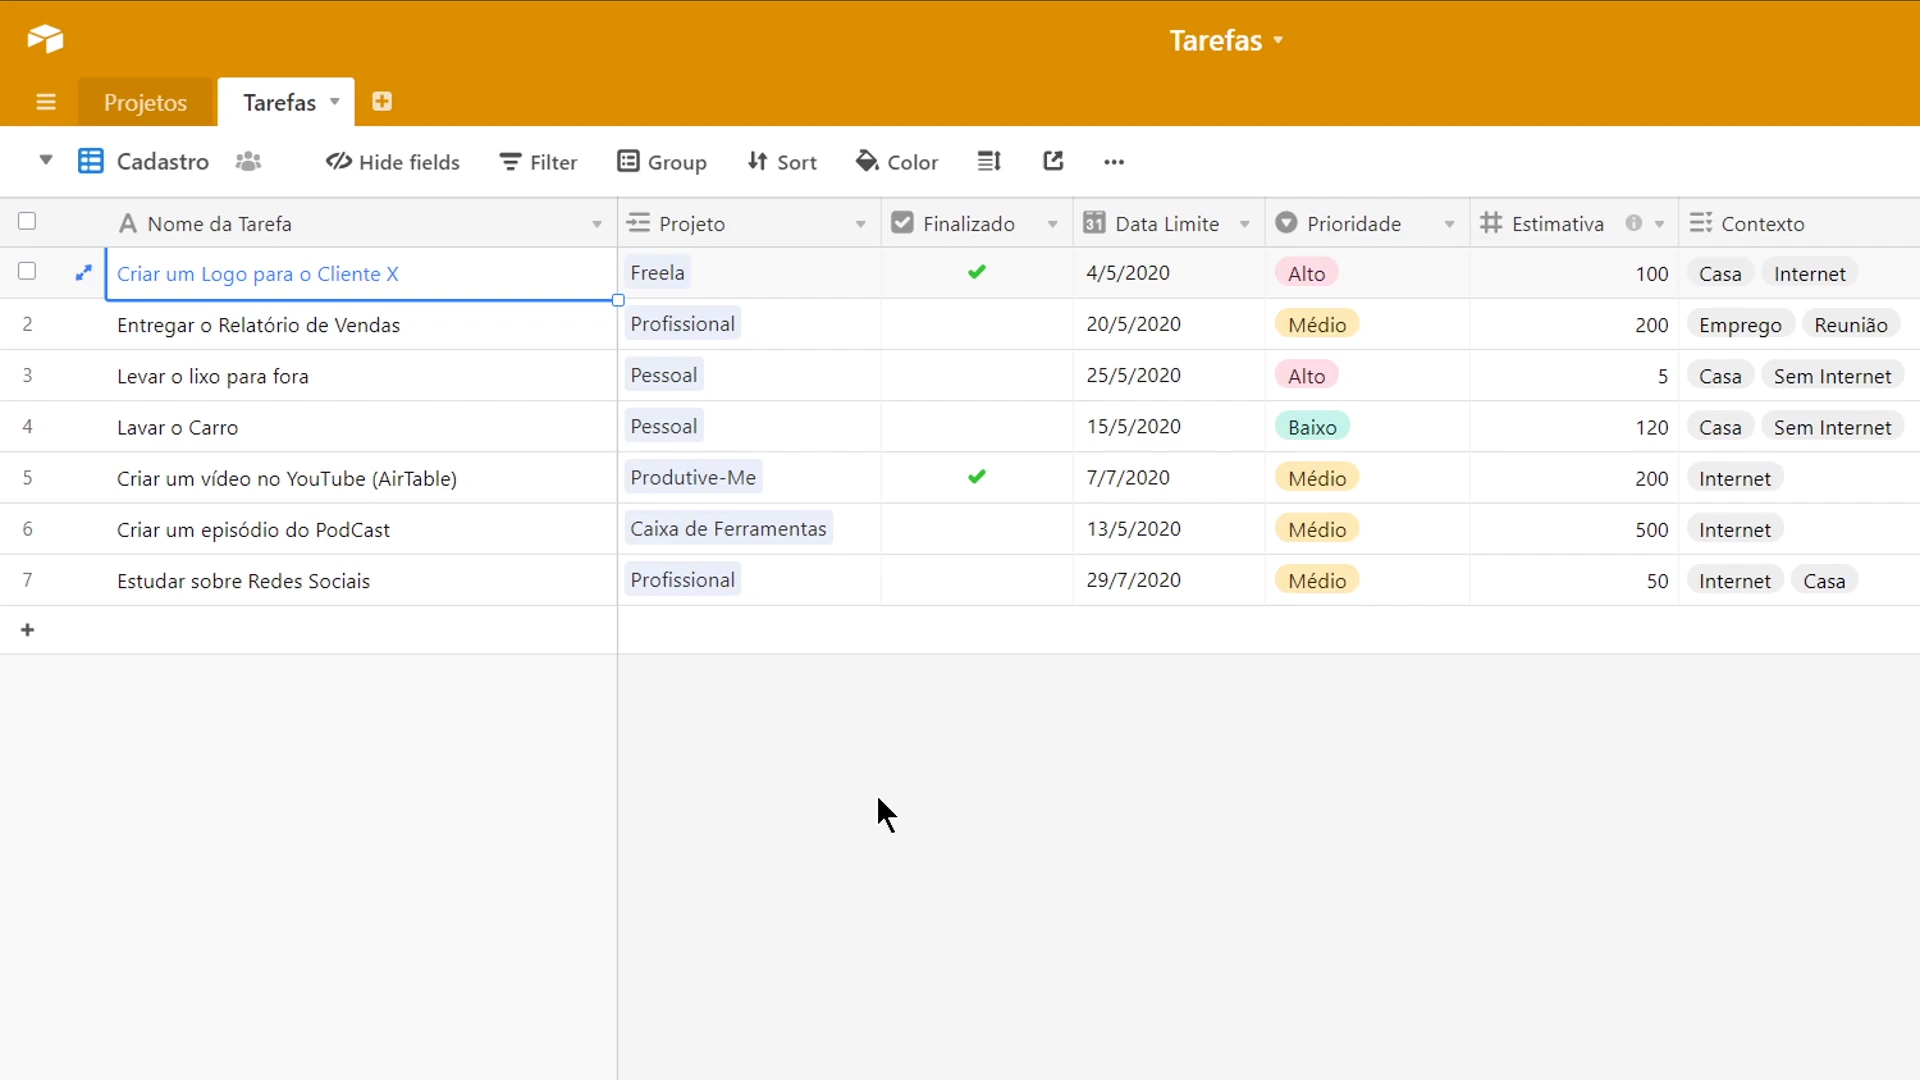 Tarefas
Projetos Tarefas
Cadastro Hide fields Filter Group Sort Color
Nome da Tarefa Projeto Finalizado 31 Data Limite Prioridade Estimativa Contexto
Criar um Logo para o Cliente X Freela 4/5/2020 Alto 100 Casa Internet
2 Entregar o Relatório de Vendas Profissional 20/5/2020 Médio 200 Emprego Reunião
3 Levar o lixo para fora Pessoal 25/5/2020 Alto 5 Casa Sem Internet
4 Lavar o Carro Pessoal 15/5/2020 Baixo 120 Casa Sem Internet
5 Criar um vídeo no YouTube (AirTable) Produtive-Me 7/7/2020 Médio 200 Internet
6 Criar um episódio do PodCast Caixa de Ferramentas 13/5/2020 Médio 500 Internet
7 Estudar sobre Redes Sociais Profissional 29/7/2020 Médio 50 Internet Casa